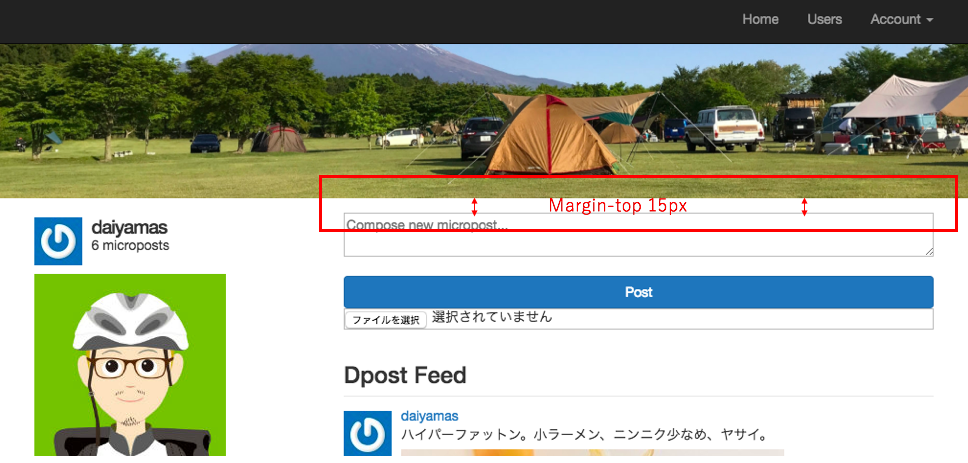 Home Users Account
Margin-top 15px
daiyamas
6 microposts
Compose new micropost...
Post
ファイルを選択 選択されていません
Dpost Feed
daiyamas
ハイパーファットン。小ラーメン、ニンニク少なめ、ヤサイ。